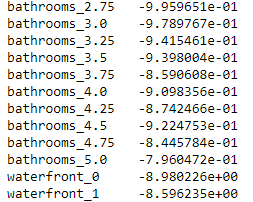 bathrooms_2.75 -9.959651e-01
bathrooms_3.0 -9.789767e-01
bathrooms_3.25 -9.415461e-01
bathrooms_3.5 -9.398004e-01
bathrooms_3.75 -8.590608e-01
bathrooms_4.0 -9.098356e-01
bathrooms_4.25 -8.742466e-01
bathrooms_4.5 -9.224753e-01
bathrooms_4.75 -8.445784e-01
bathrooms_5.0 -7.960472e-01
waterfront_0 -8.980226e+00
waterfront_1 -8.596235e+00